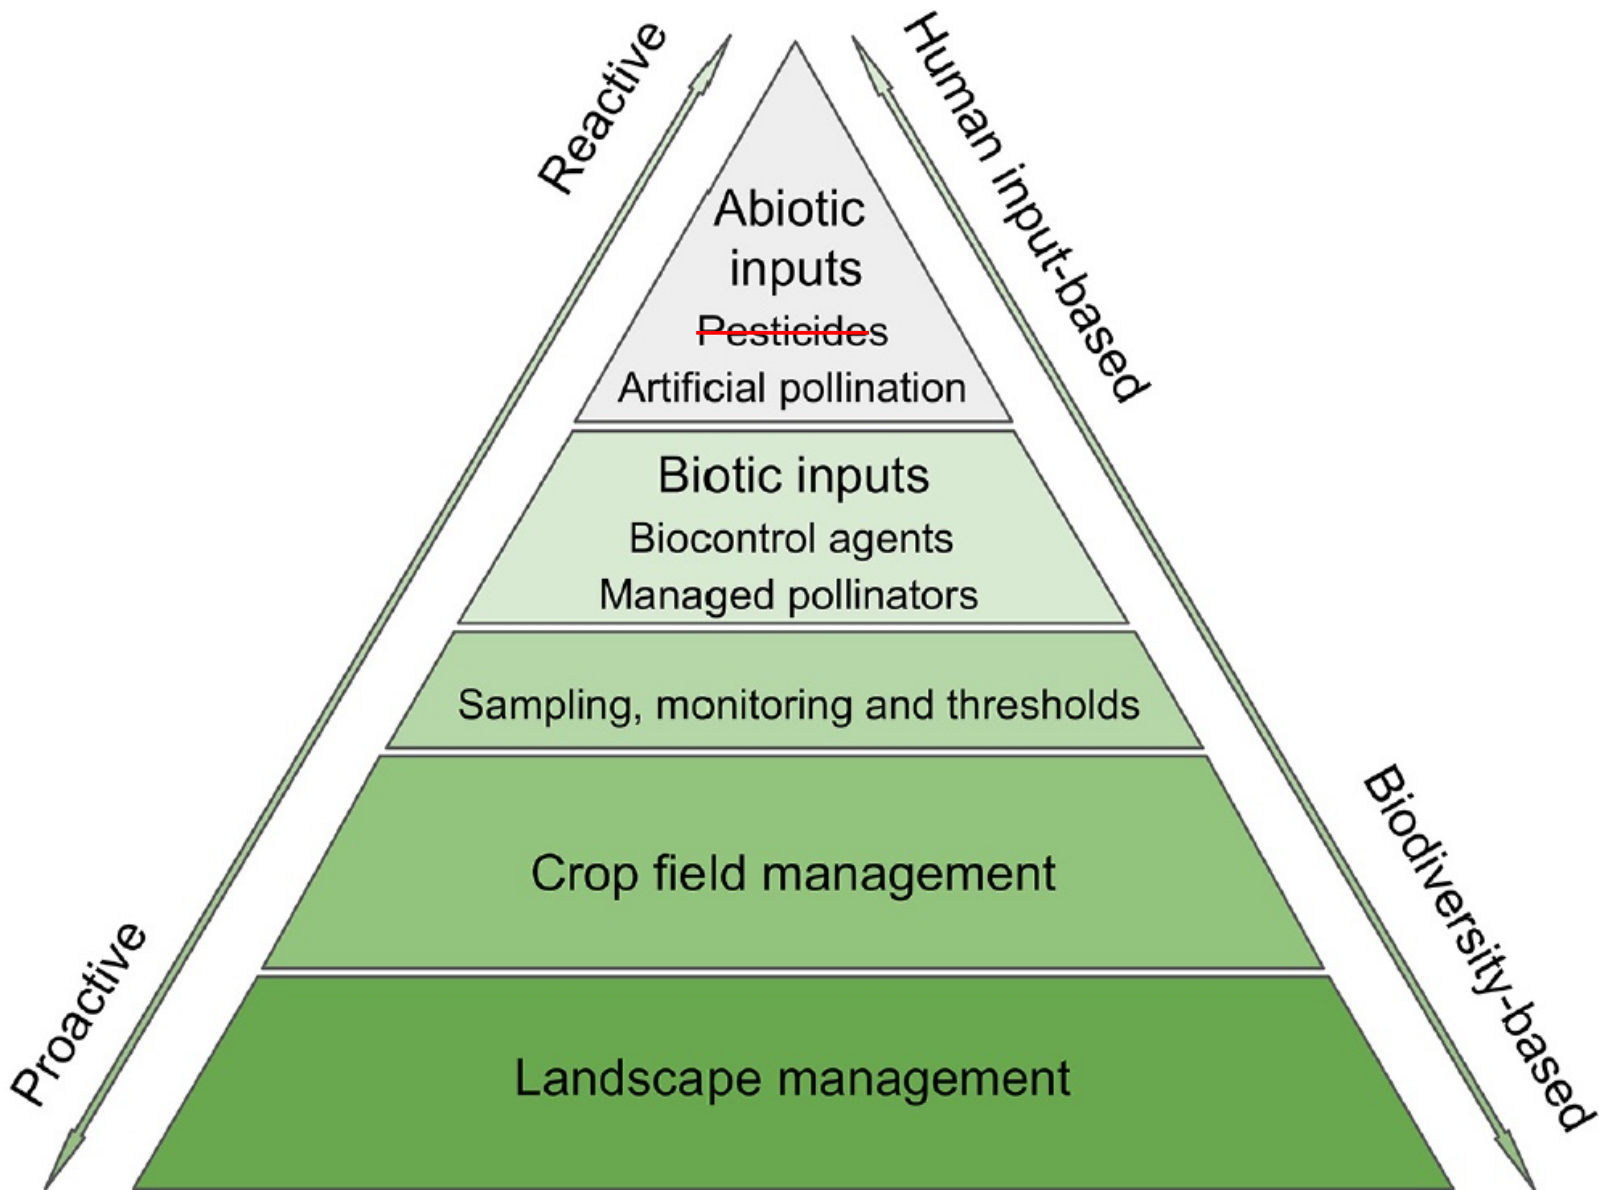 Reactive
Human input-based
Abiotic
inputs
Pesticides
Artificial pollination
Biotic inputs
Biocontrol agents
Managed pollinators
Sampling, monitoring and thresholds
Crop field management
Landscape management
Proactive
Biodiversity-based